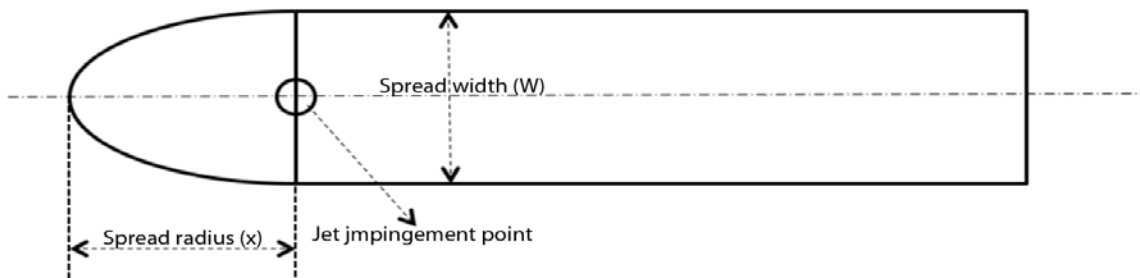 Spread width (W)
Spread radius (x)
Jet jmpingement point